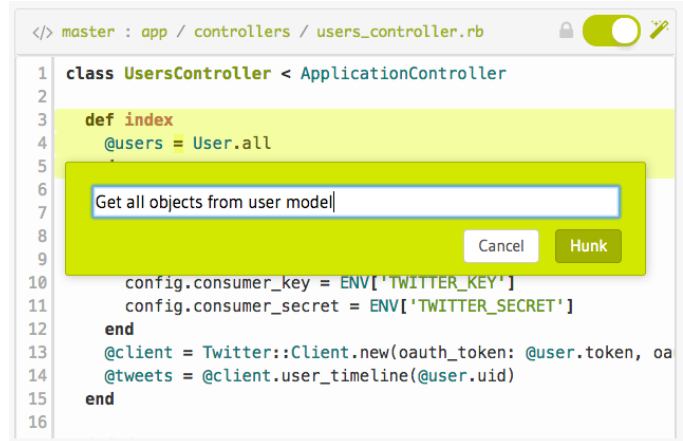 </> master : app / controllers / users_controller.rb
1 class UsersController < ApplicationController
2
3 def index
4 @users = User.all
5
6
Get all objects from user model
7
8
Cancel Hunk
9
10 config.consumer_key = ENV['TWITTER_KEY']
11 config.consumer_secret = ENV['TWITTER_SECRET']
12 end
13 @client = Twitter::Client.new(oauth_token: @user.token, oa
14 @tweets = @client.user_timeline(@user.uid)
15 end
16